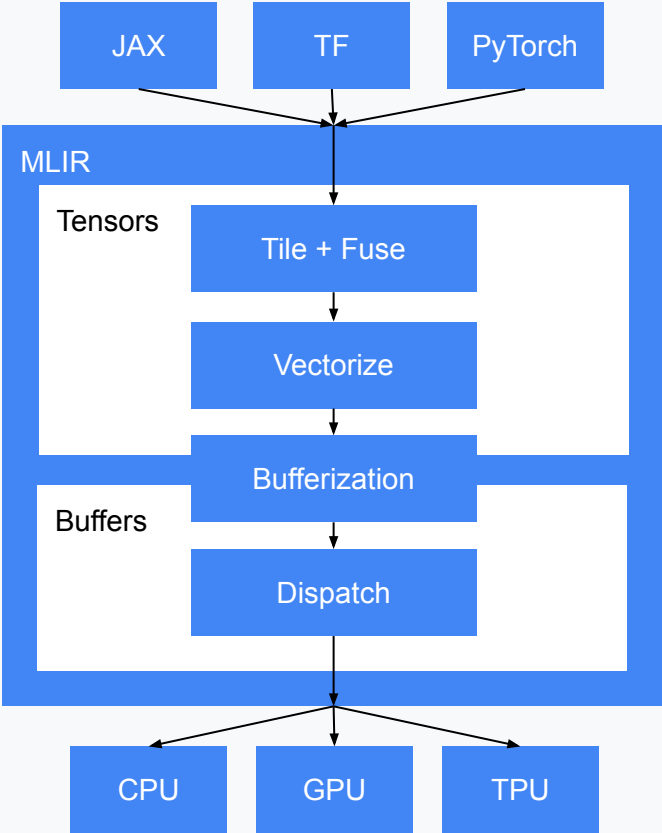 JAX
TF
PyTorch
MLIR
Tensors
Tile + Fuse
Vectorize
Bufferization
Buffers
Dispatch
CPU
GPU
TPU